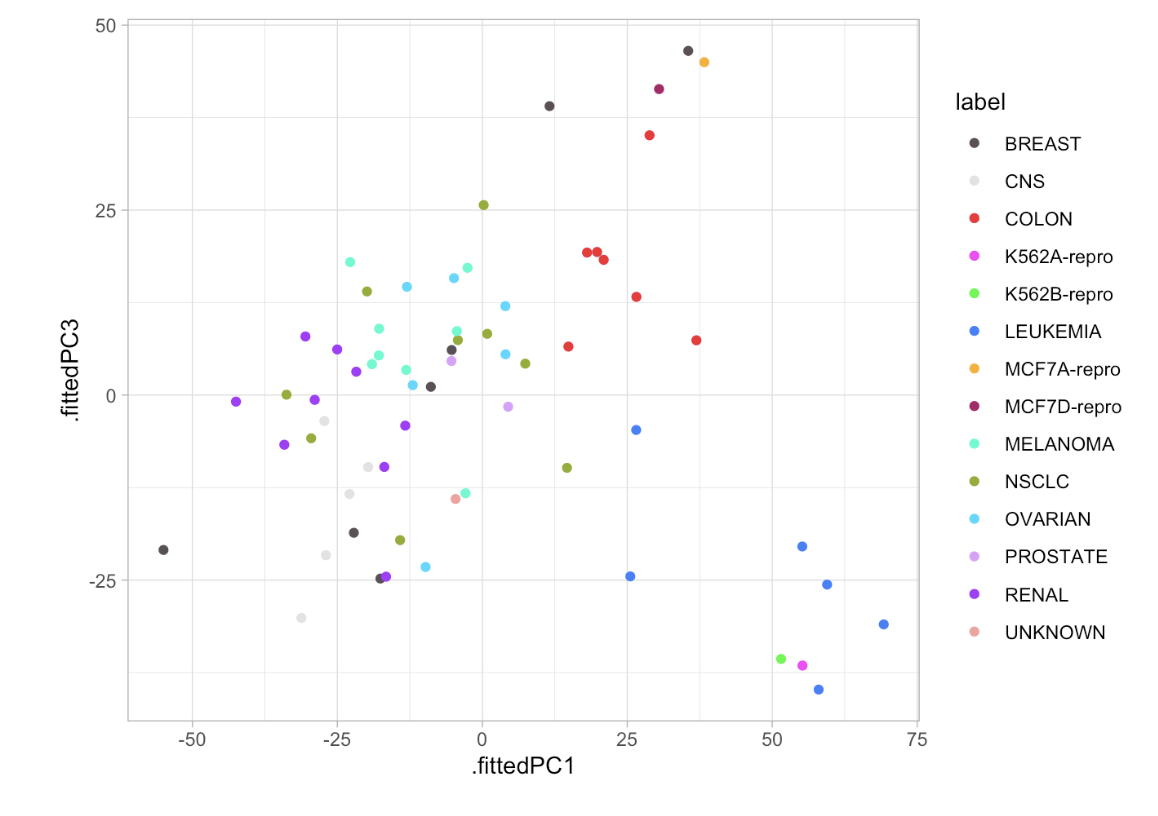 50
25
0
-25
.fittedPC3
-50
-25
0
25
50
75
.fittedPC1
label
BREAST
CNS
COLON
K562A-repro
K562B-repro
LEUKEMIA
MCF7A-repro
MCF7D-repro
MELANOMA
NSCLC
OVARIAN
PROSTATE
RENAL
UNKNOWN